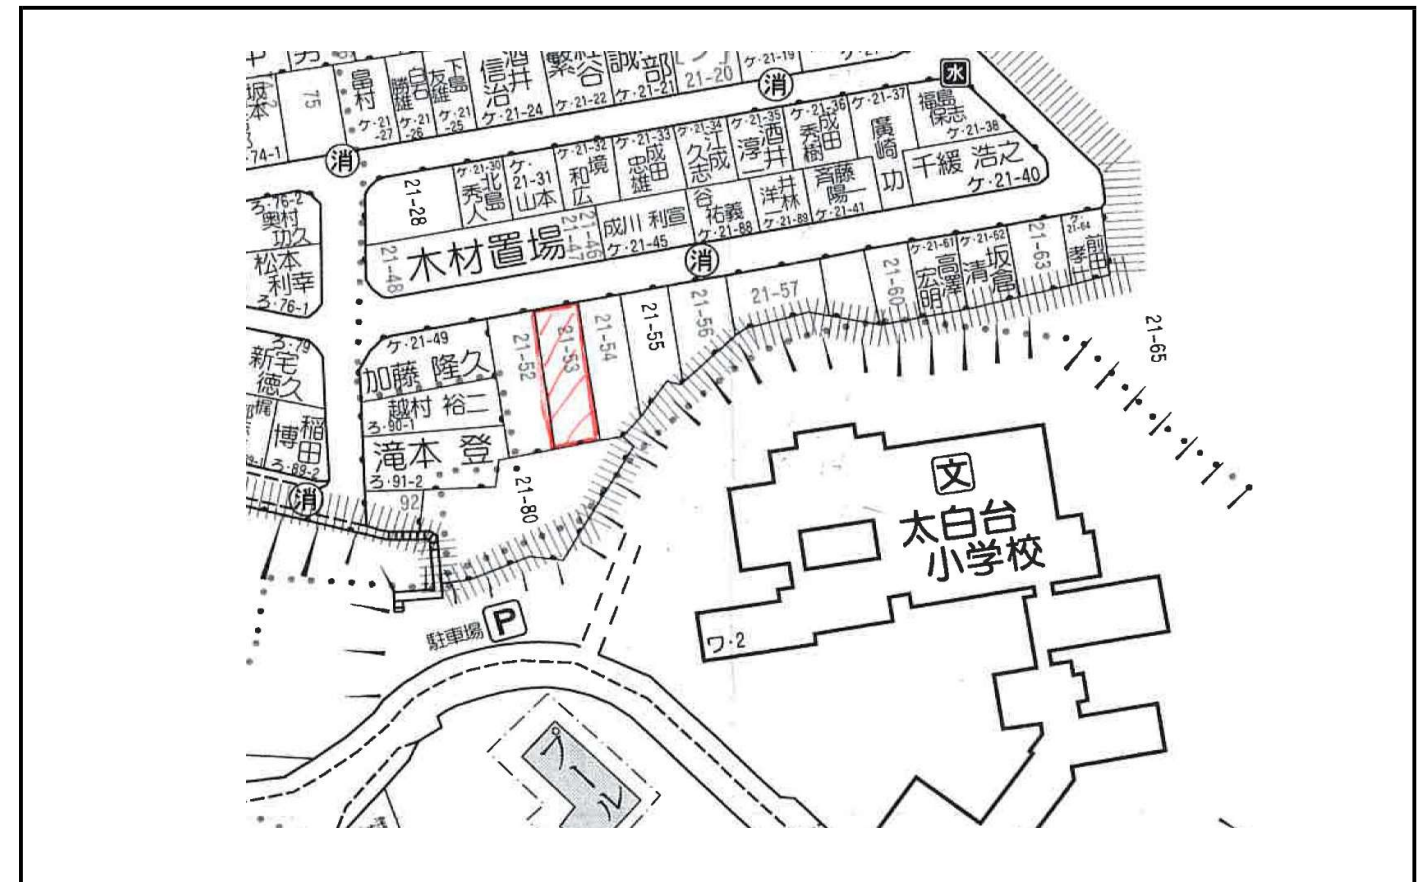 75
畠村
ケ・21
-27
白石
勝雄
ケ・21
-26
下島
友雄
ケ・21
-25
酒井
信治
ケ・21-24
ケ・21-22
ケ・21-21
21-20
ケ・21-19
消
水
坂本
74-1
消
21-28
ケ・21-30
北島
秀人
ケ・
21-31
山本
ケ・21-32
境
和広
ケ・21-33
成田
忠雄
ケ・21-34
江成
久志
ケ・21-35
酒井
淳一
ケ・21-36
成田
秀樹
ケ・21-37
廣崎
功
福島
保志
ケ・21-38
千緩 浩之
ケ・21-40
斉藤
陽一
ケ・21-41
井林
洋一
ケ・21-89
谷
祐義
ケ・21-88
成川 利宣
ケ・21-45
21-46
21-47
木材置場
21-48
消
ろ・76-2
奥村
功久
松本
利幸
ろ・76-1
ろ・79
新宅
徳久
稲田
博
ろ・89-2
消
ケ・21-49
加藤 隆久
越村 裕二
ろ・90-1
滝本 登
ろ・91-2
92
21-52
21-53
21-54
21-55
21-56
21-57
21-60
ケ・21-61
高澤
宏明
ケ・21-62
坂倉
清
21-63
ケ・
21-64
前田
21-65
21-80
文
太白台
小学校
ワ・2
駐車場
P
プール